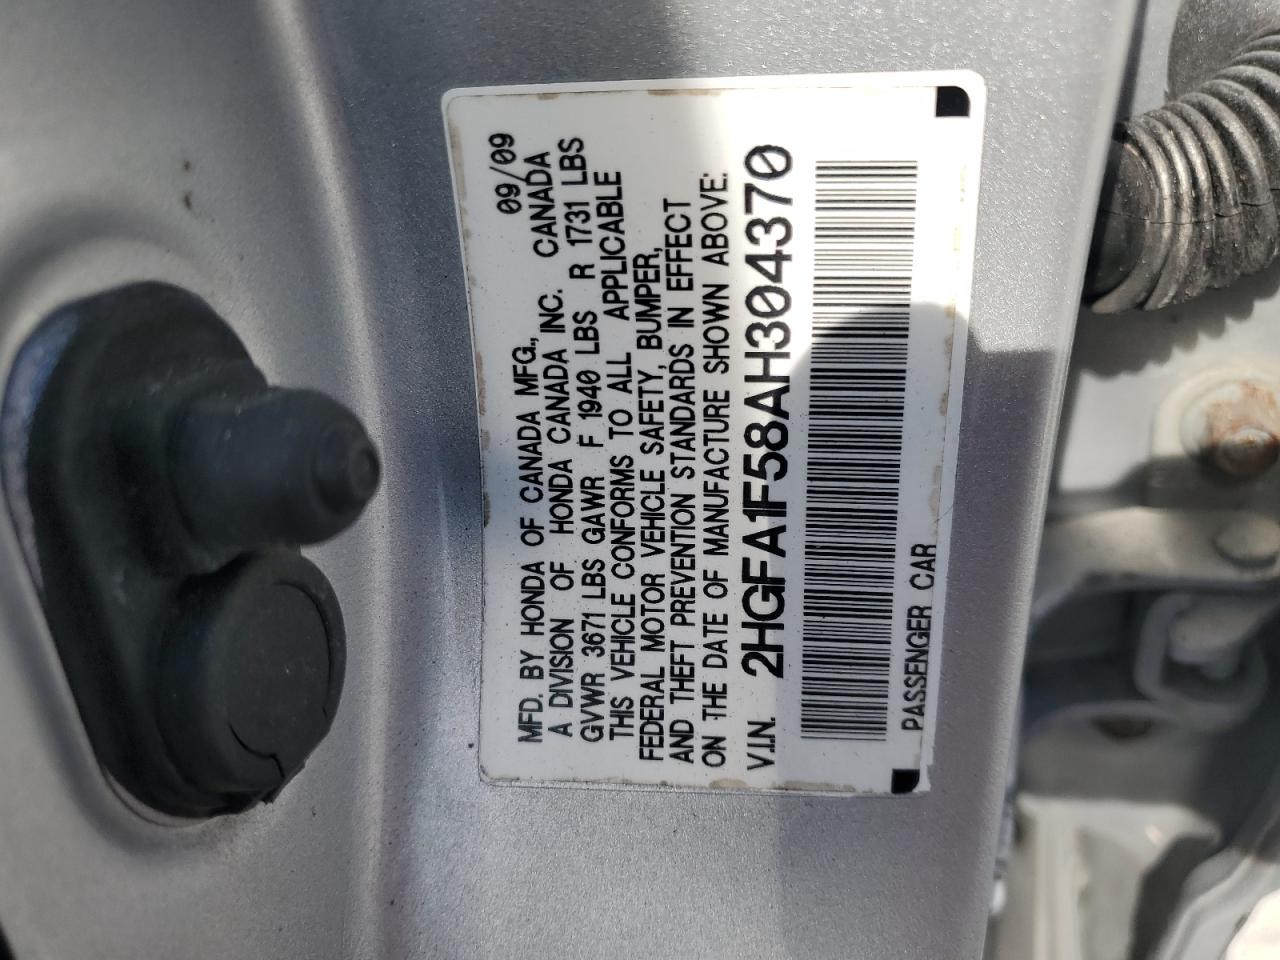 MFD. BY HONDA OF CANADA MFG., 09/09
A DIVISION OF HONDA CANADA INC. CANADA
GVWR 3671 LBS GAWR F 1940 LBS R 1731 LBS
THIS VEHICLE CONFORMS TO ALL APPLICABLE
FEDERAL MOTOR VEHICLE SAFETY, BUMPER,
AND THEFT PREVENTION STANDARDS IN EFFECT
ON THE DATE OF MANUFACTURE SHOWN ABOVE.
V.I.N. 2HGFA1F58AH304370
PASSENGER CAR